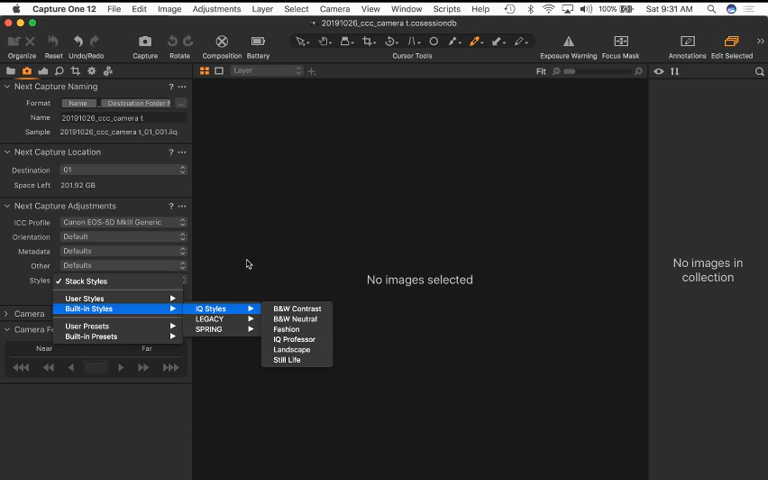 Capture One 12 File Edit Image Adjustments Layer Select Camera View Window Scripts Help 100% Sat 9:31 AM
20191026_ccc_camera t.cosessiondb
Organize Reset Undo/Redo Capture Rotate Composition Battery Cursor Tools Exposure Warning Focus Mask Annotations Edit Selected
Layer Fit
Next Capture Naming ? ...
Format Name Destination Folder ...
Name 20191026_ccc_camera t
Sample 20191026_ccc_camera t_01_001.iiq
Next Capture Location ? ...
Destination 01
Space Left 201.92 GB
Next Capture Adjustments ? ...
ICC Profile Canon EOS-5D MkIII Generic
Orientation Default
Metadata Defaults
Other Defaults
Styles ✓ Stack Styles
User Styles
Built-in Styles
User Presets
Built-in Presets
IQ Styles
LEGACY
SPRING
B&W Contrast
B&W Neutral
Fashion
IQ Professor
Landscape
Still Life
Camera
Camera
Near Far
No images selected
No images in
collection